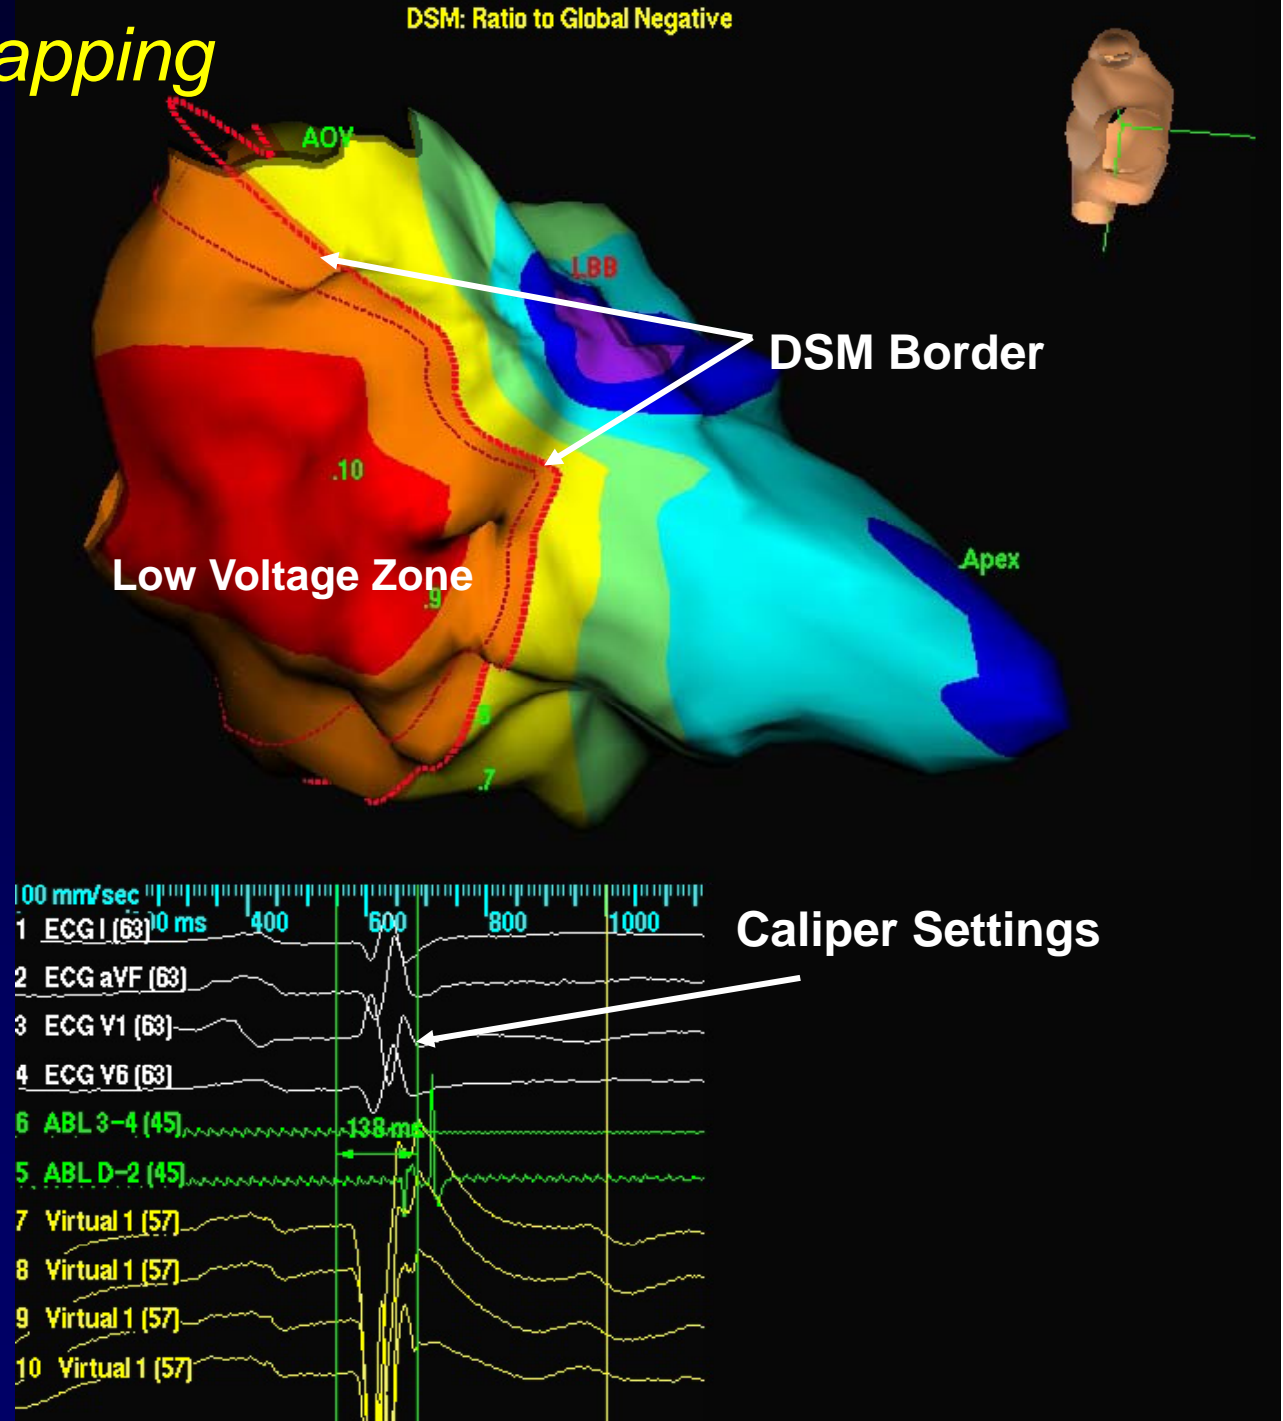 DSM: Ratio to Global Negative
apping
AOV
LBB
DSM Border
.10
Low Voltage Zone
.9
Apex
.7
00 mm/sec
400 600 800 1000
1 ECG I (63)
2 ECG aVF (63)
3 ECG V1 (63)
4 ECG V6 (63)
6 ABL 3-4 (45)
138 ms
5 ABL D-2 (45)
7 Virtual 1 (57)
8 Virtual 1 (57)
9 Virtual 1 (57)
10 Virtual 1 (57)
Caliper Settings